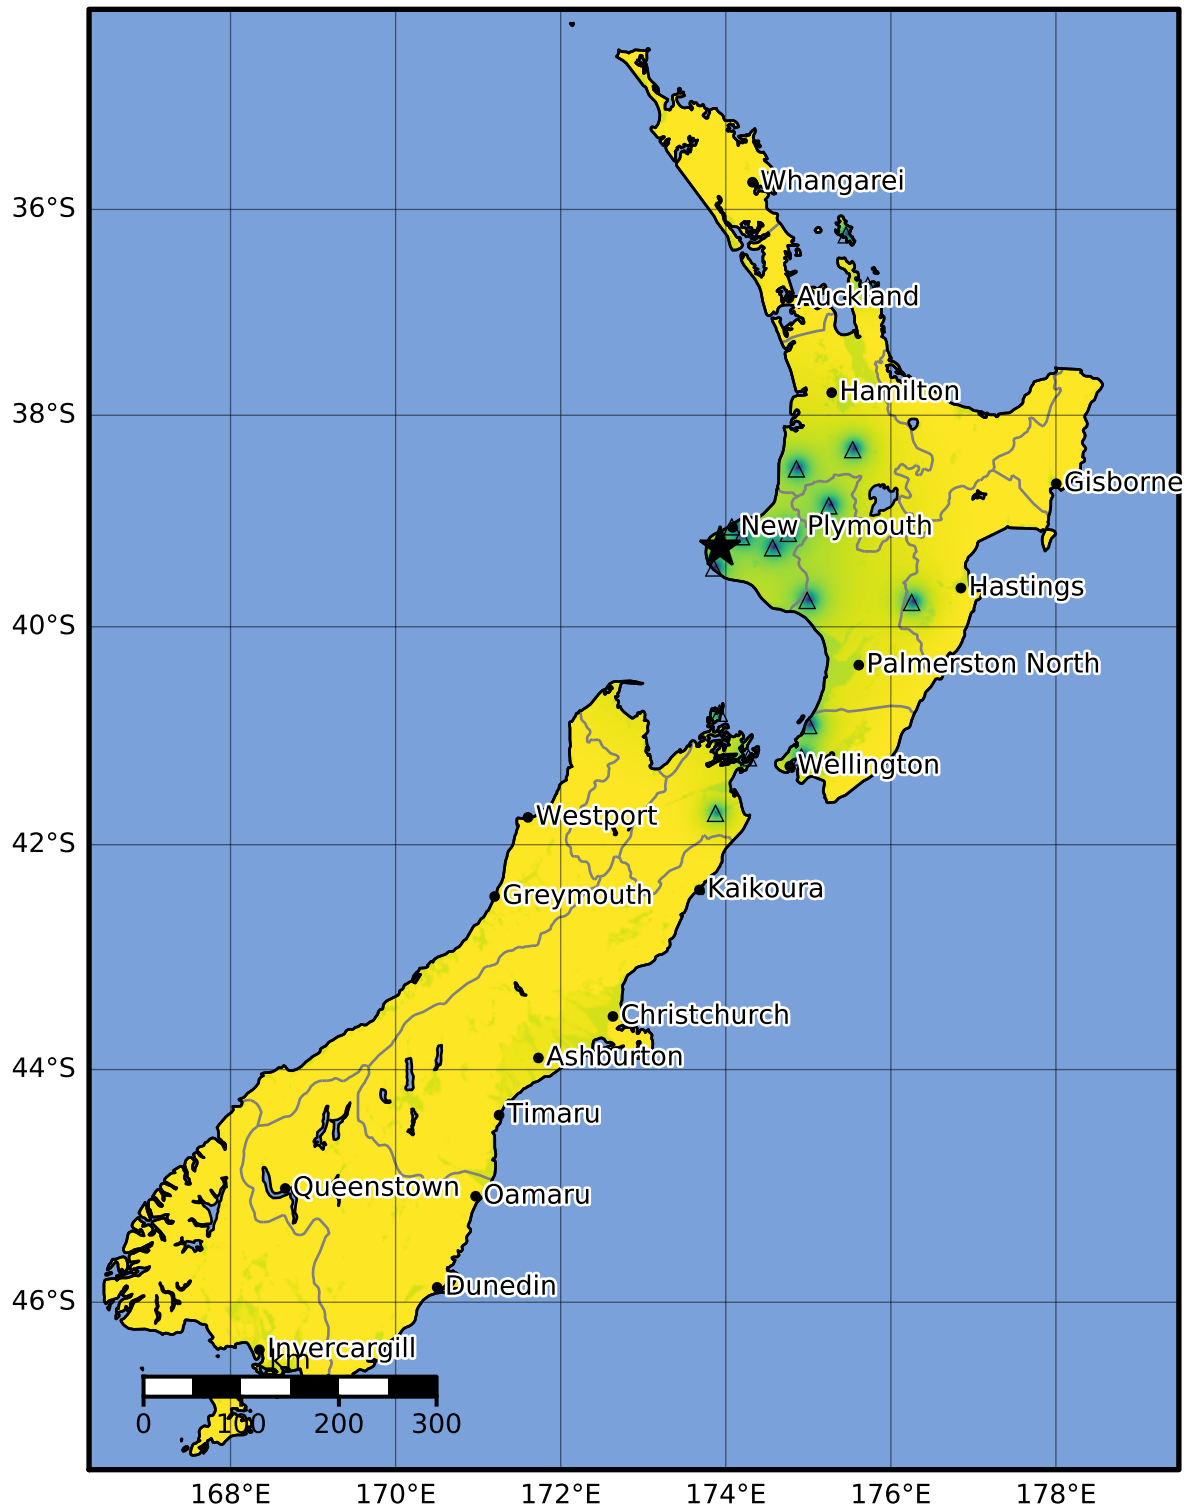 Whangarei
36°S
Auckland
Hamilton
38°S
Gisborne
New Plymouth
Hastings
40°S
Palmerston North
Wellington
Westport
42°S
Kaikoura
Greymouth
Christchurch
Ashburton
44°S
Timaru
Queenstown
Oamaru
Dunedin
46°S
Invercargill
km
0 100 200 300
168°E 170°E 172°E 174°E 176°E 178°E